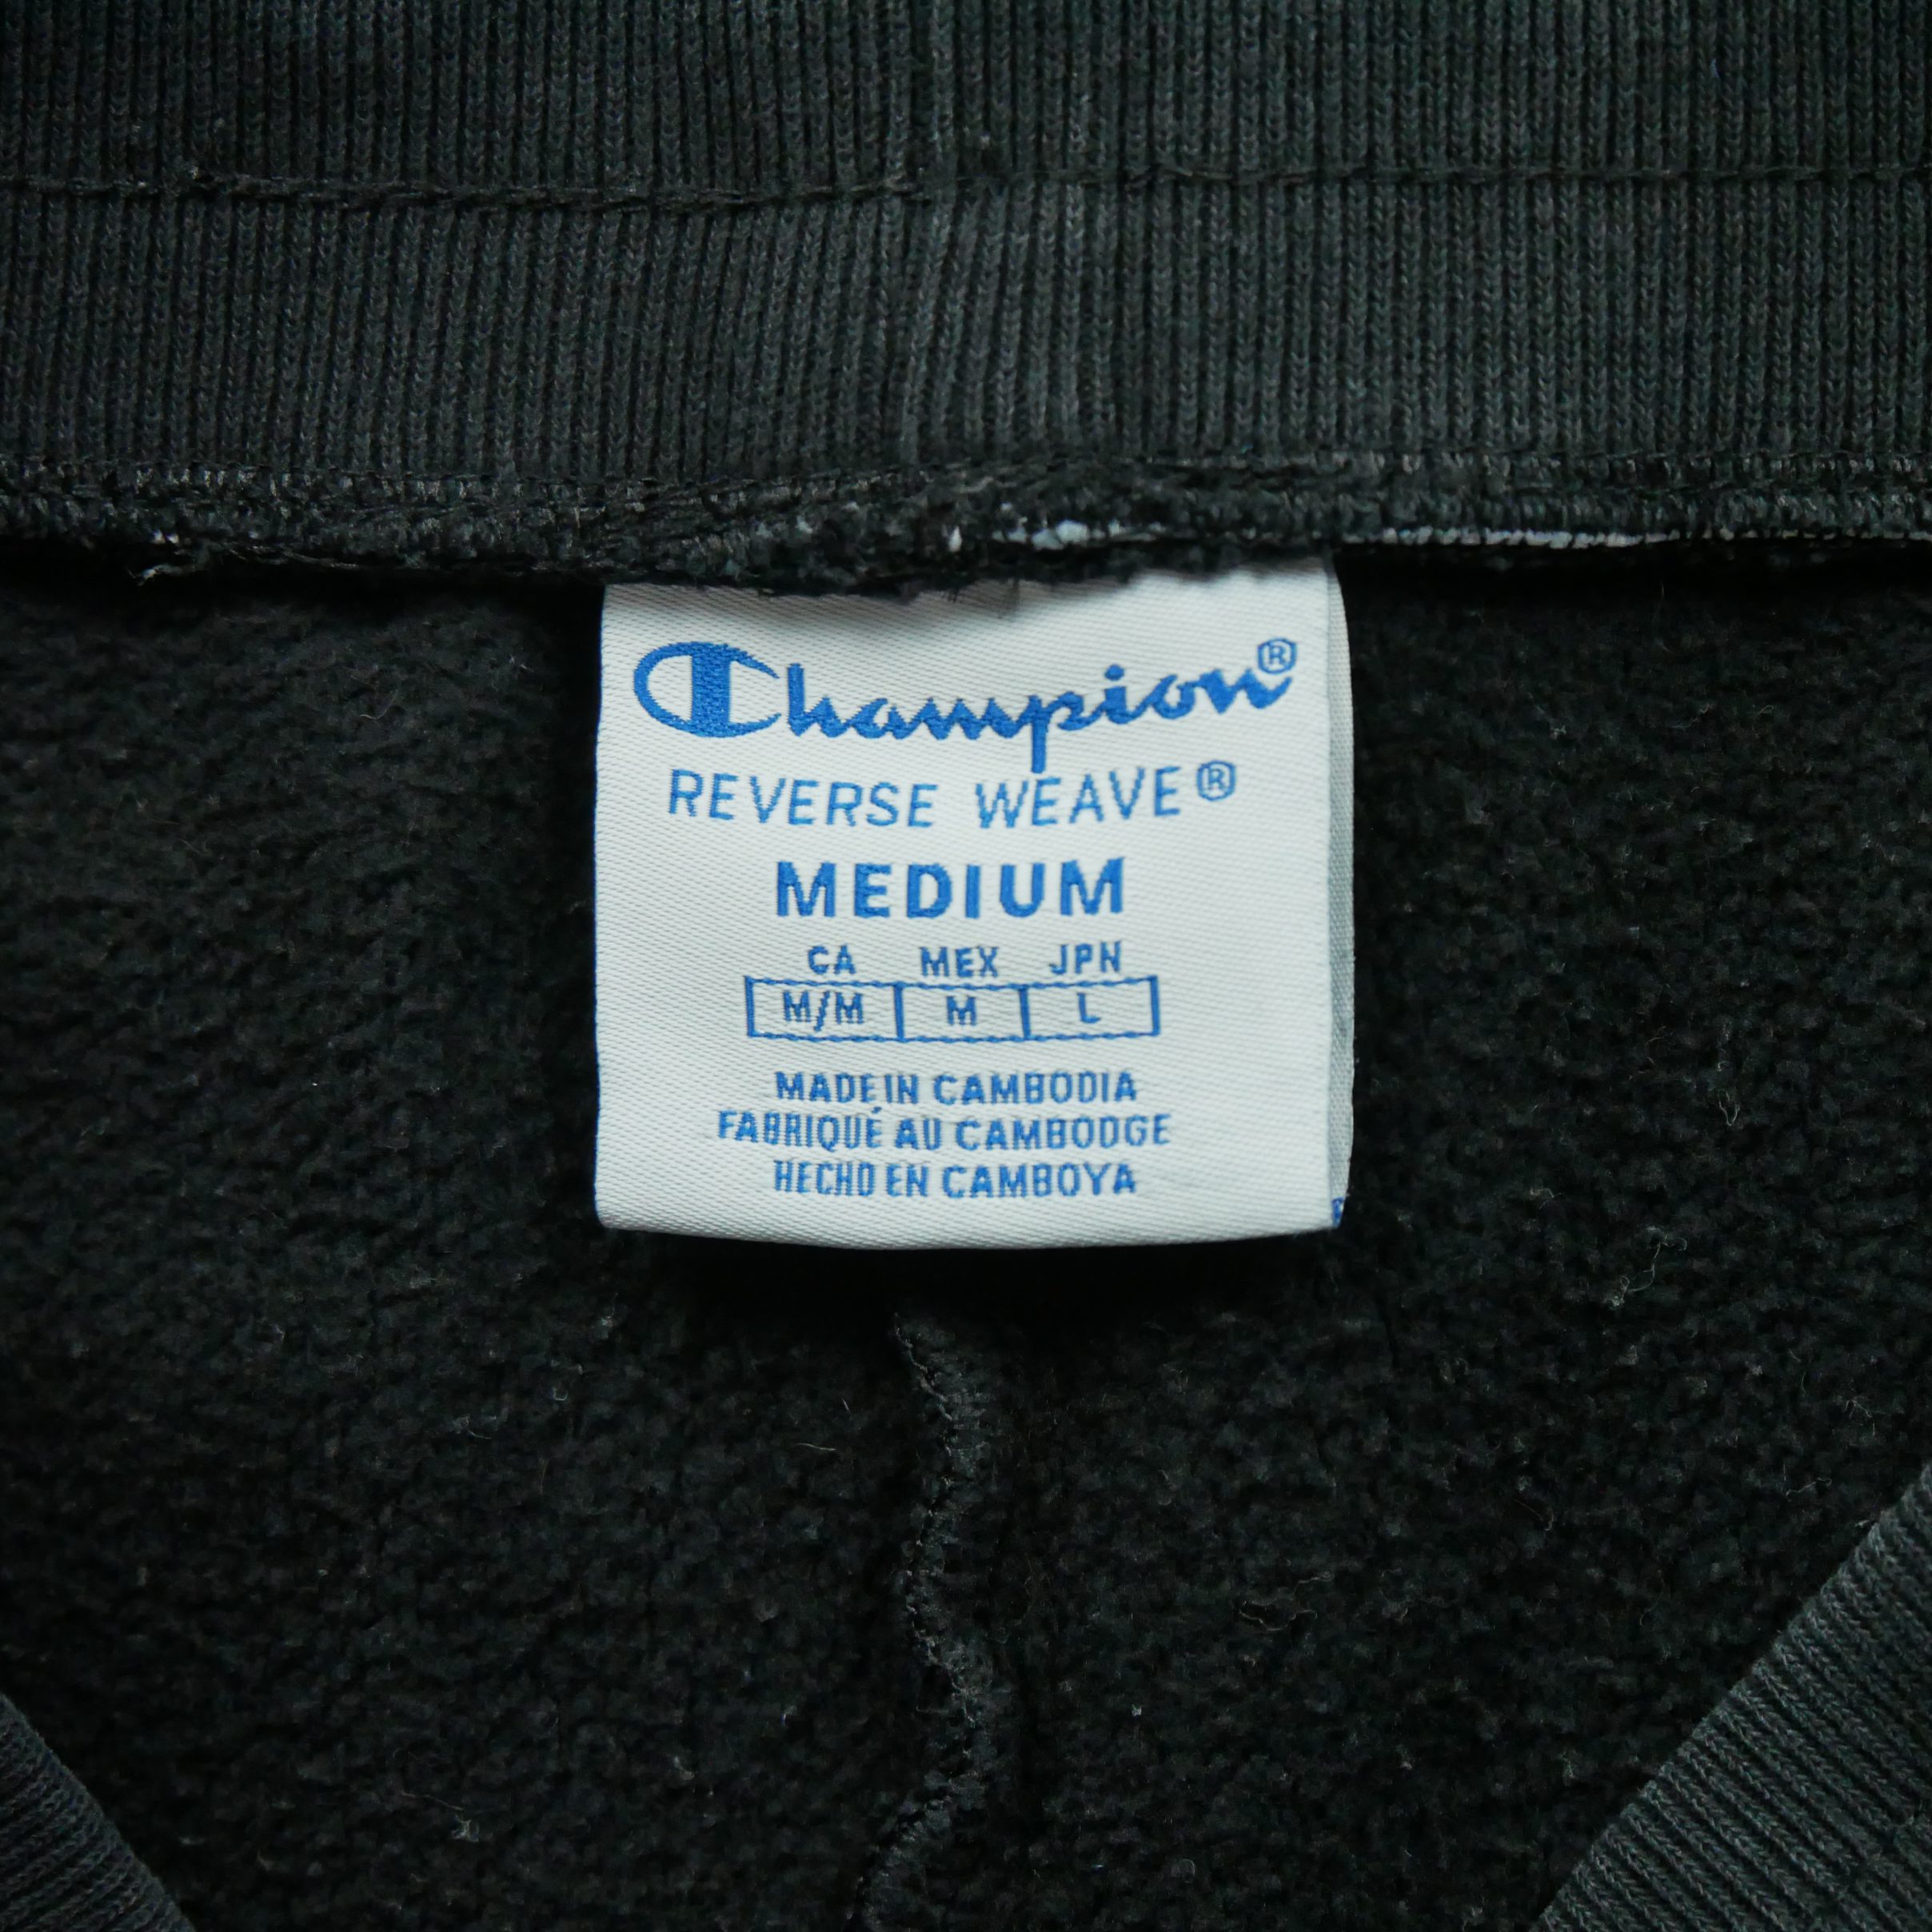 Champion®
REVERSE WEAVE®
MEDIUM
CA MEX JPN
M/M M L
MADE IN CAMBODIA
FABRIQUÉ AU CAMBODGE
HECHO EN CAMBOYA